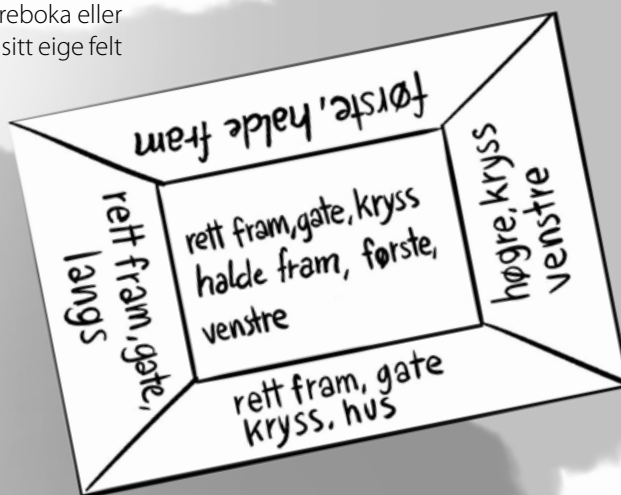 reboka eller
sitt eige felt
første, halde fram
rett fram, gate,
langs
rett fram, gate, kryss
halde fram, første,
venstre
høgre, kryss
venstre
rett fram, gate
kryss. hus